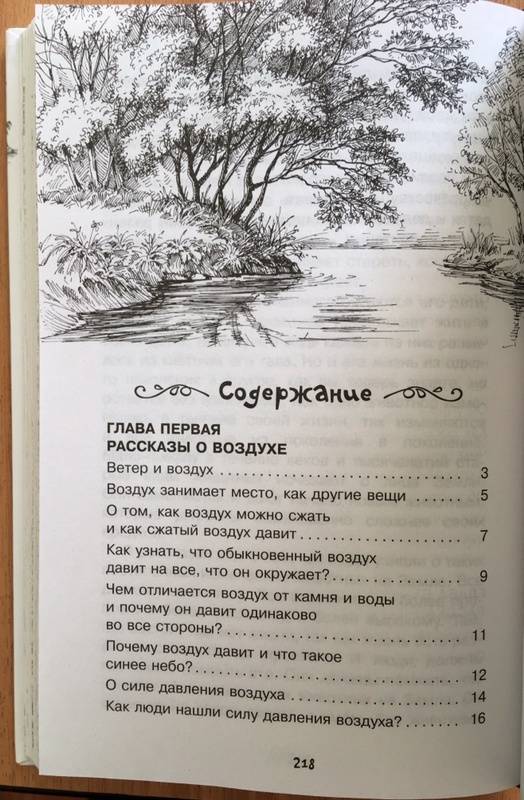 Содержание
ГЛАВА ПЕРВАЯ
РАССКАЗЫ О ВОЗДУХЕ
Ветер и воздух . . . . . . . . . . . . . . . . . . . . . . . . . 3
Воздух занимает место, как другие вещи . . . . . . 5
О том, как воздух можно сжать
и как сжатый воздух давит . . . . . . . . . . . . . . . . . 7
Как узнать, что обыкновенный воздух
давит на все, что он окружает? . . . . . . . . . . . . . 9
Чем отличается воздух от камня и воды
и почему он давит одинаково
во все стороны? . . . . . . . . . . . . . . . . . . . . . . . . 11
Почему воздух давит и что такое
синее небо? . . . . . . . . . . . . . . . . . . . . . . . . . . . 12
О силе давления воздуха . . . . . . . . . . . . . . . . . 14
Как люди нашли силу давления воздуха? . . . . . . 16
218